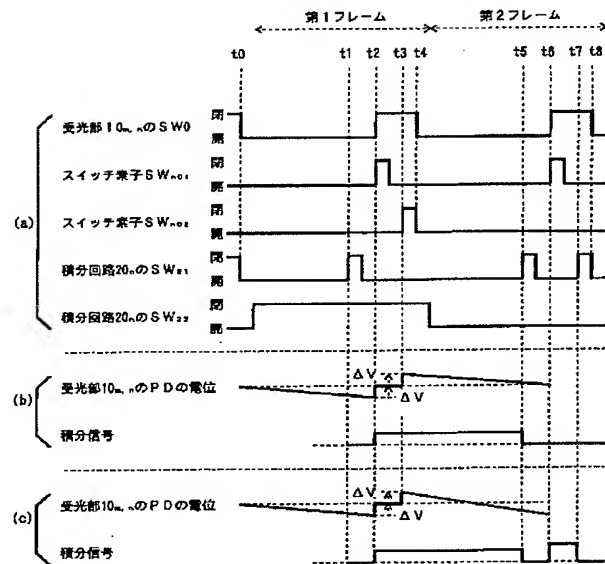 第1フレーム 第2フレーム
t0 t1 t2 t3 t4 t5 t6 t7 t8
(a)
受光部10m,nのSW0 閉 開
スイッチ素子SWn01 閉 開
スイッチ素子SWn02 閉 開
積分回路20nのSW21 閉 開
積分回路20nのSW22 閉 開
(b)
受光部10m,nのPDの電位 ΔV ΔV
積分信号
(c)
受光部10m,nのPDの電位 ΔV ΔV
積分信号